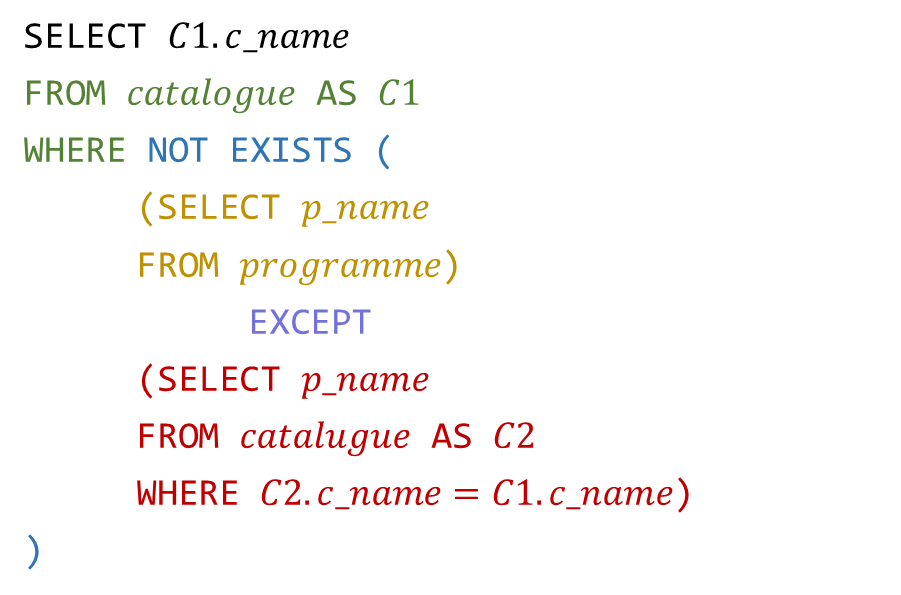 SELECT C1.c_name
FROM catalogue AS C1
WHERE NOT EXISTS (
(SELECT p_name
FROM programme)
EXCEPT
(SELECT p_name
FROM catalugue AS C2
WHERE C2.c_name = C1.c_name)
)